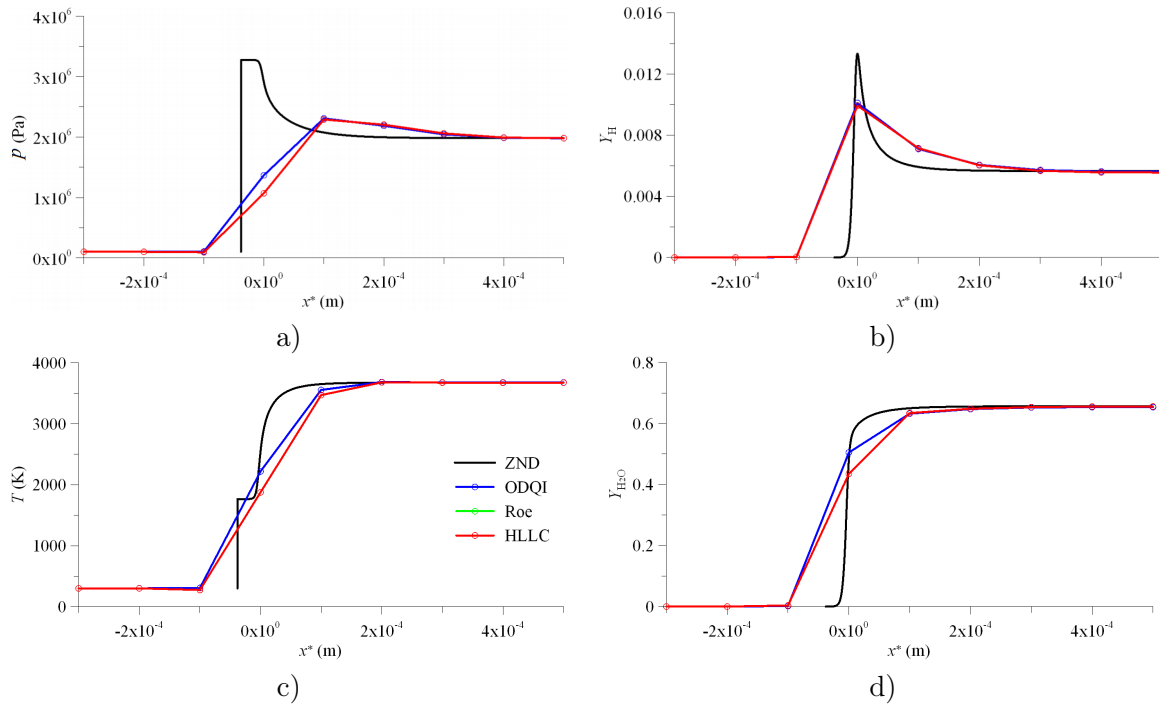 4x10⁶
3x10⁶
2x10⁶
1x10⁶
0x10⁰
p (Pa)
-2x10⁻⁴ 0x10⁰ 2x10⁻⁴ 4x10⁻⁴
x* (m)
a)
0.016
0.012
0.008
0.004
0
Y_H
-2x10⁻⁴ 0x10⁰ 2x10⁻⁴ 4x10⁻⁴
x* (m)
b)
4000
3000
2000
1000
0
T (K)
ZND
ODQI
Roe
HLLC
-2x10⁻⁴ 0x10⁰ 2x10⁻⁴ 4x10⁻⁴
x* (m)
c)
0.8
0.6
0.4
0.2
0
Y_H2O
-2x10⁻⁴ 0x10⁰ 2x10⁻⁴ 4x10⁻⁴
x* (m)
d)